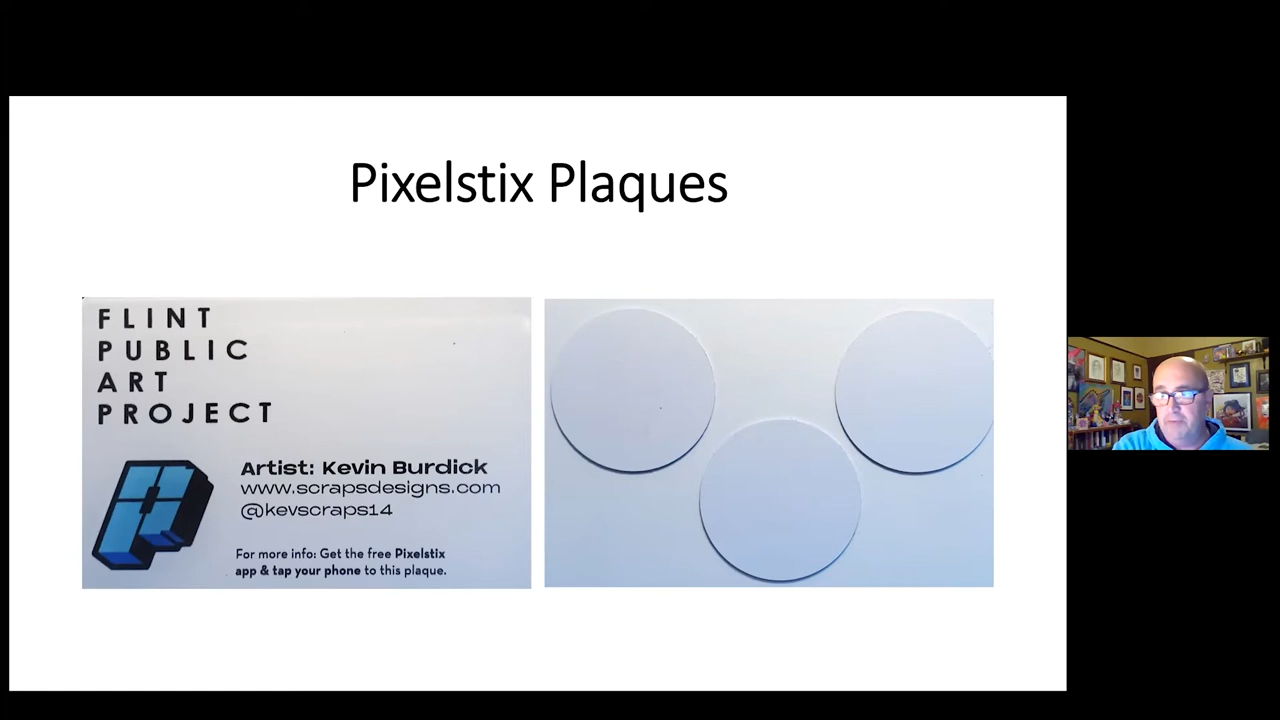 Pixelstix Plaques
FLINT
PUBLIC
ART
PROJECT
Artist: Kevin Burdick
www.scrapsdesigns.com
@kevscraps14
For more info: Get the free Pixelstix
app & tap your phone to this plaque.